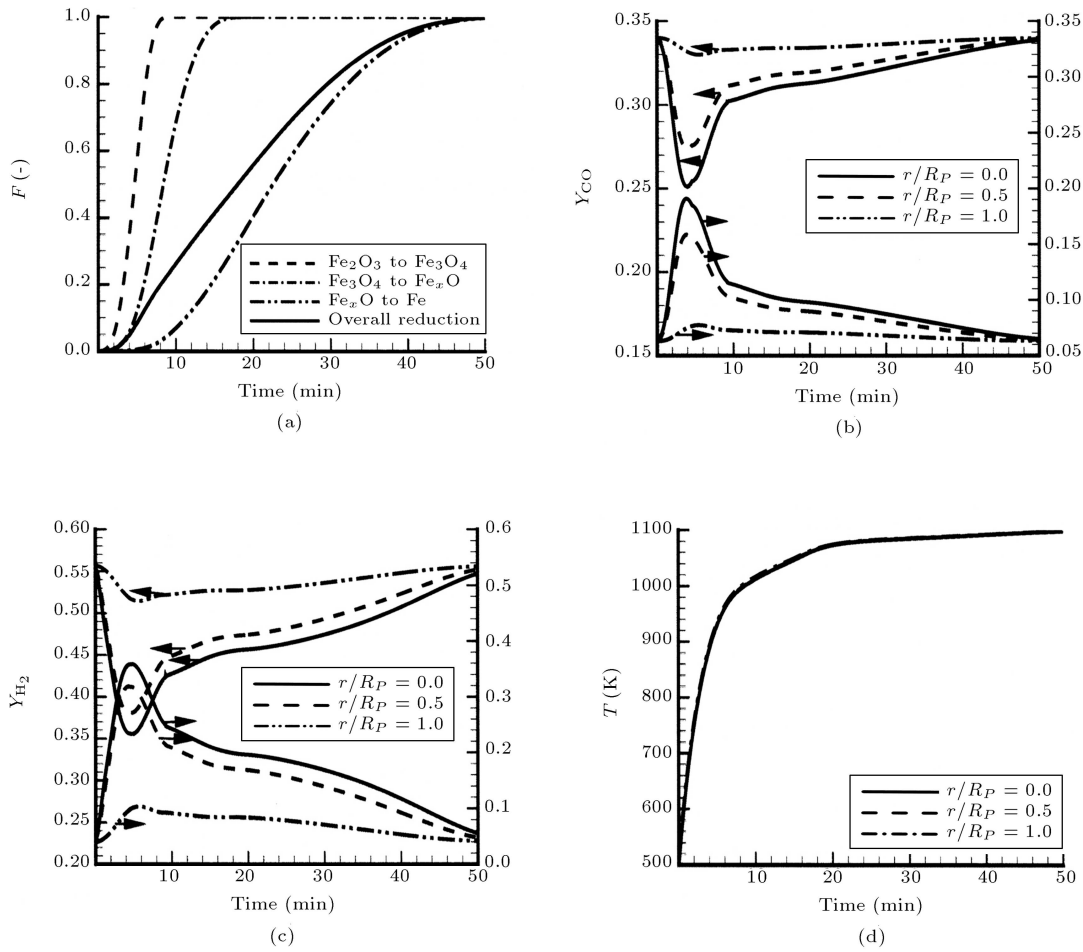 1.0
0.8
0.6
0.4
0.2
0.0
F (-)
10
20
30
40
50
Time (min)
Fe2O3 to Fe3O4
Fe3O4 to FexO
FexO to Fe
Overall reduction
(a)
0.35
0.30
0.25
0.20
0.15
YCO
0.35
0.30
0.25
0.20
0.15
0.10
0.05
r/RP = 0.0
r/RP = 0.5
r/RP = 1.0
10
20
30
40
50
Time (min)
(b)
0.60
0.55
0.50
0.45
0.40
0.35
0.30
0.25
0.20
YH2
0.6
0.5
0.4
0.3
0.2
0.1
0.0
r/RP = 0.0
r/RP = 0.5
r/RP = 1.0
10
20
30
40
50
Time (min)
(c)
1100
1000
900
800
700
600
500
T (K)
r/RP = 0.0
r/RP = 0.5
r/RP = 1.0
10
20
30
40
50
Time (min)
(d)